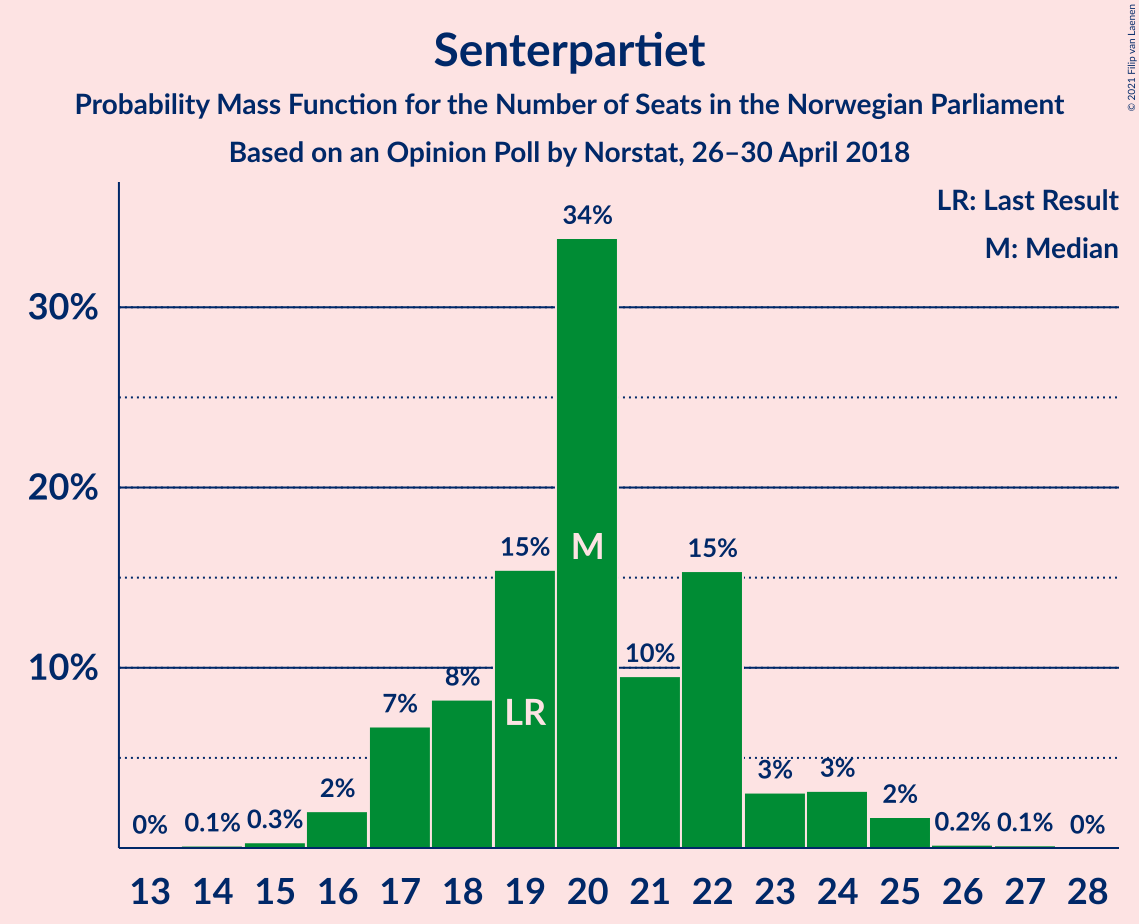 Senterpartiet
Probability Mass Function for the Number of Seats in the Norwegian Parliament
Based on an Opinion Poll by Norstat, 26–30 April 2018
© 2021 Filip van Laenen
LR: Last Result
M: Median
30%
20%
10%
0% 0.1% 0.3% 2% 7% 8% 15% 34% 10% 15% 3% 3% 2% 0.2% 0.1% 0%
LR M
13 14 15 16 17 18 19 20 21 22 23 24 25 26 27 28